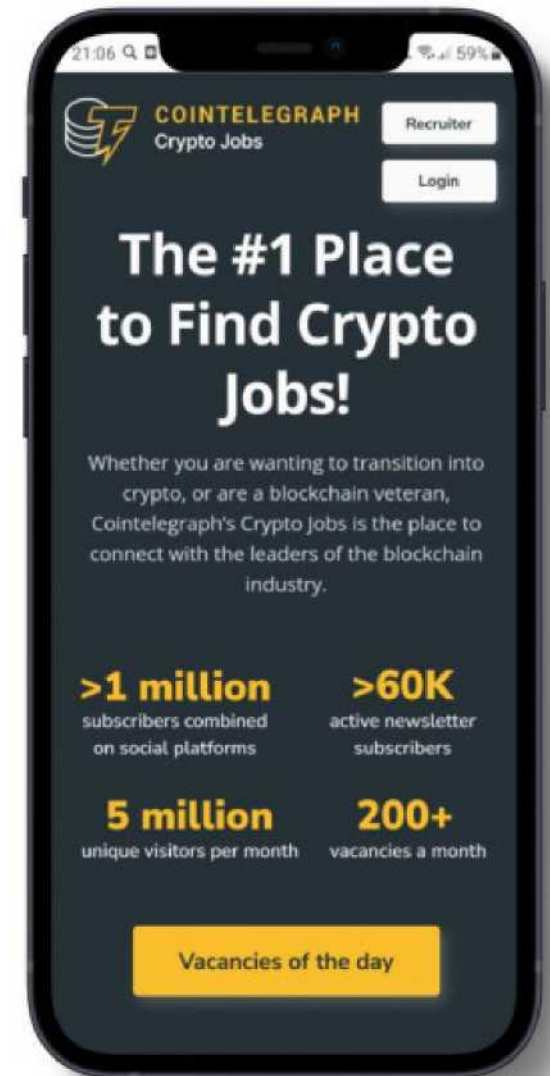 21:06
59%
COINTELEGRAPH
Crypto Jobs
Recruiter
Login
The #1 Place
to Find Crypto
Jobs!
Whether you are wanting to transition into
crypto, or are a blockchain veteran,
Cointelegraph's Crypto Jobs is the place to
connect with the leaders of the blockchain
industry.
>1 million
subscribers combined
on social platforms
>60K
active newsletter
subscribers
5 million
unique visitors per month
200+
vacancies a month
Vacancies of the day